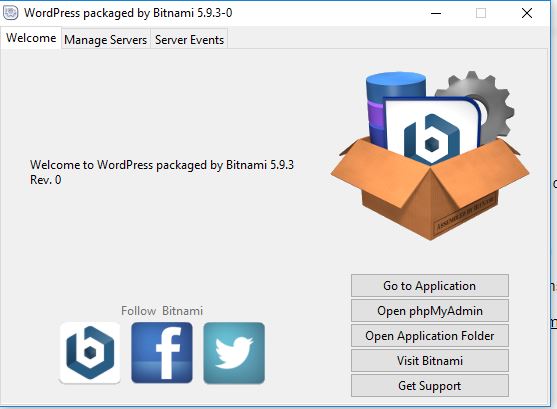 WordPress packaged by Bitnami 5.9.3-0
Welcome Manage Servers Server Events
Welcome to WordPress packaged by Bitnami 5.9.3
Rev. 0
ASSEMBLED BY BITNAMI
Go to Application
Open phpMyAdmin
Open Application Folder
Visit Bitnami
Get Support
Follow Bitnami